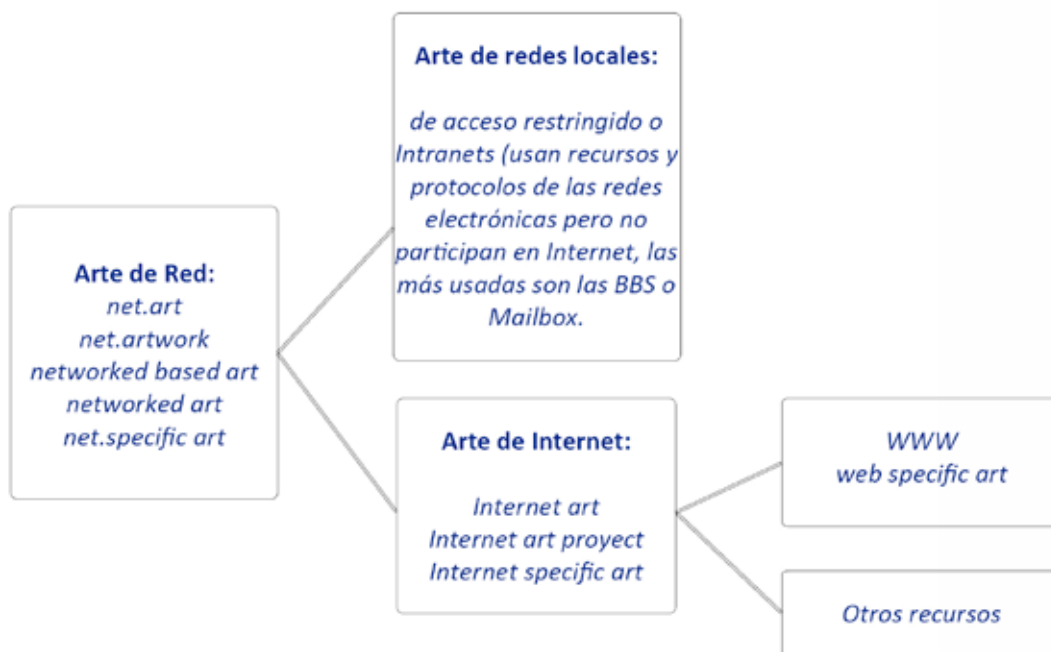 Arte de Red:
net.art
net.artwork
networked based art
networked art
net.specific art
Arte de redes locales:
de acceso restringido o
Intranets (usan recursos y
protocolos de las redes
electrónicas pero no
participan en Internet, las
más usadas son las BBS o
Mailbox.
Arte de Internet:
Internet art
Internet art proyect
Internet specific art
WWW
web specific art
Otros recursos